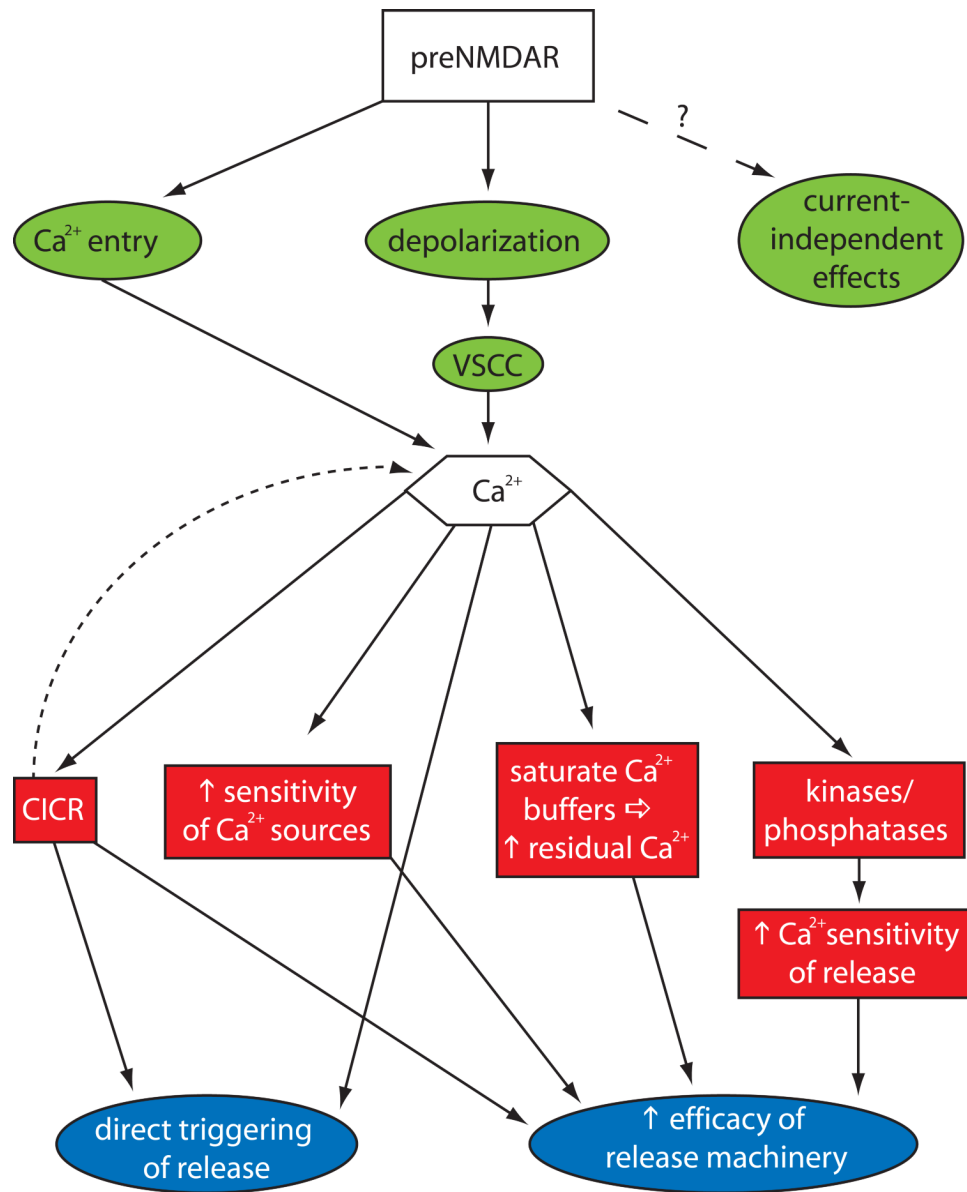 preNMDAR
?
Ca²⁺ entry
depolarization
current-
independent
effects
VSCC
Ca²⁺
CICR
↑ sensitivity
of Ca²⁺ sources
saturate Ca²⁺
buffers ⇨
↑ residual Ca²⁺
kinases/
phosphatases
↑ Ca²⁺sensitivity
of release
direct triggering
of release
↑ efficacy of
release machinery